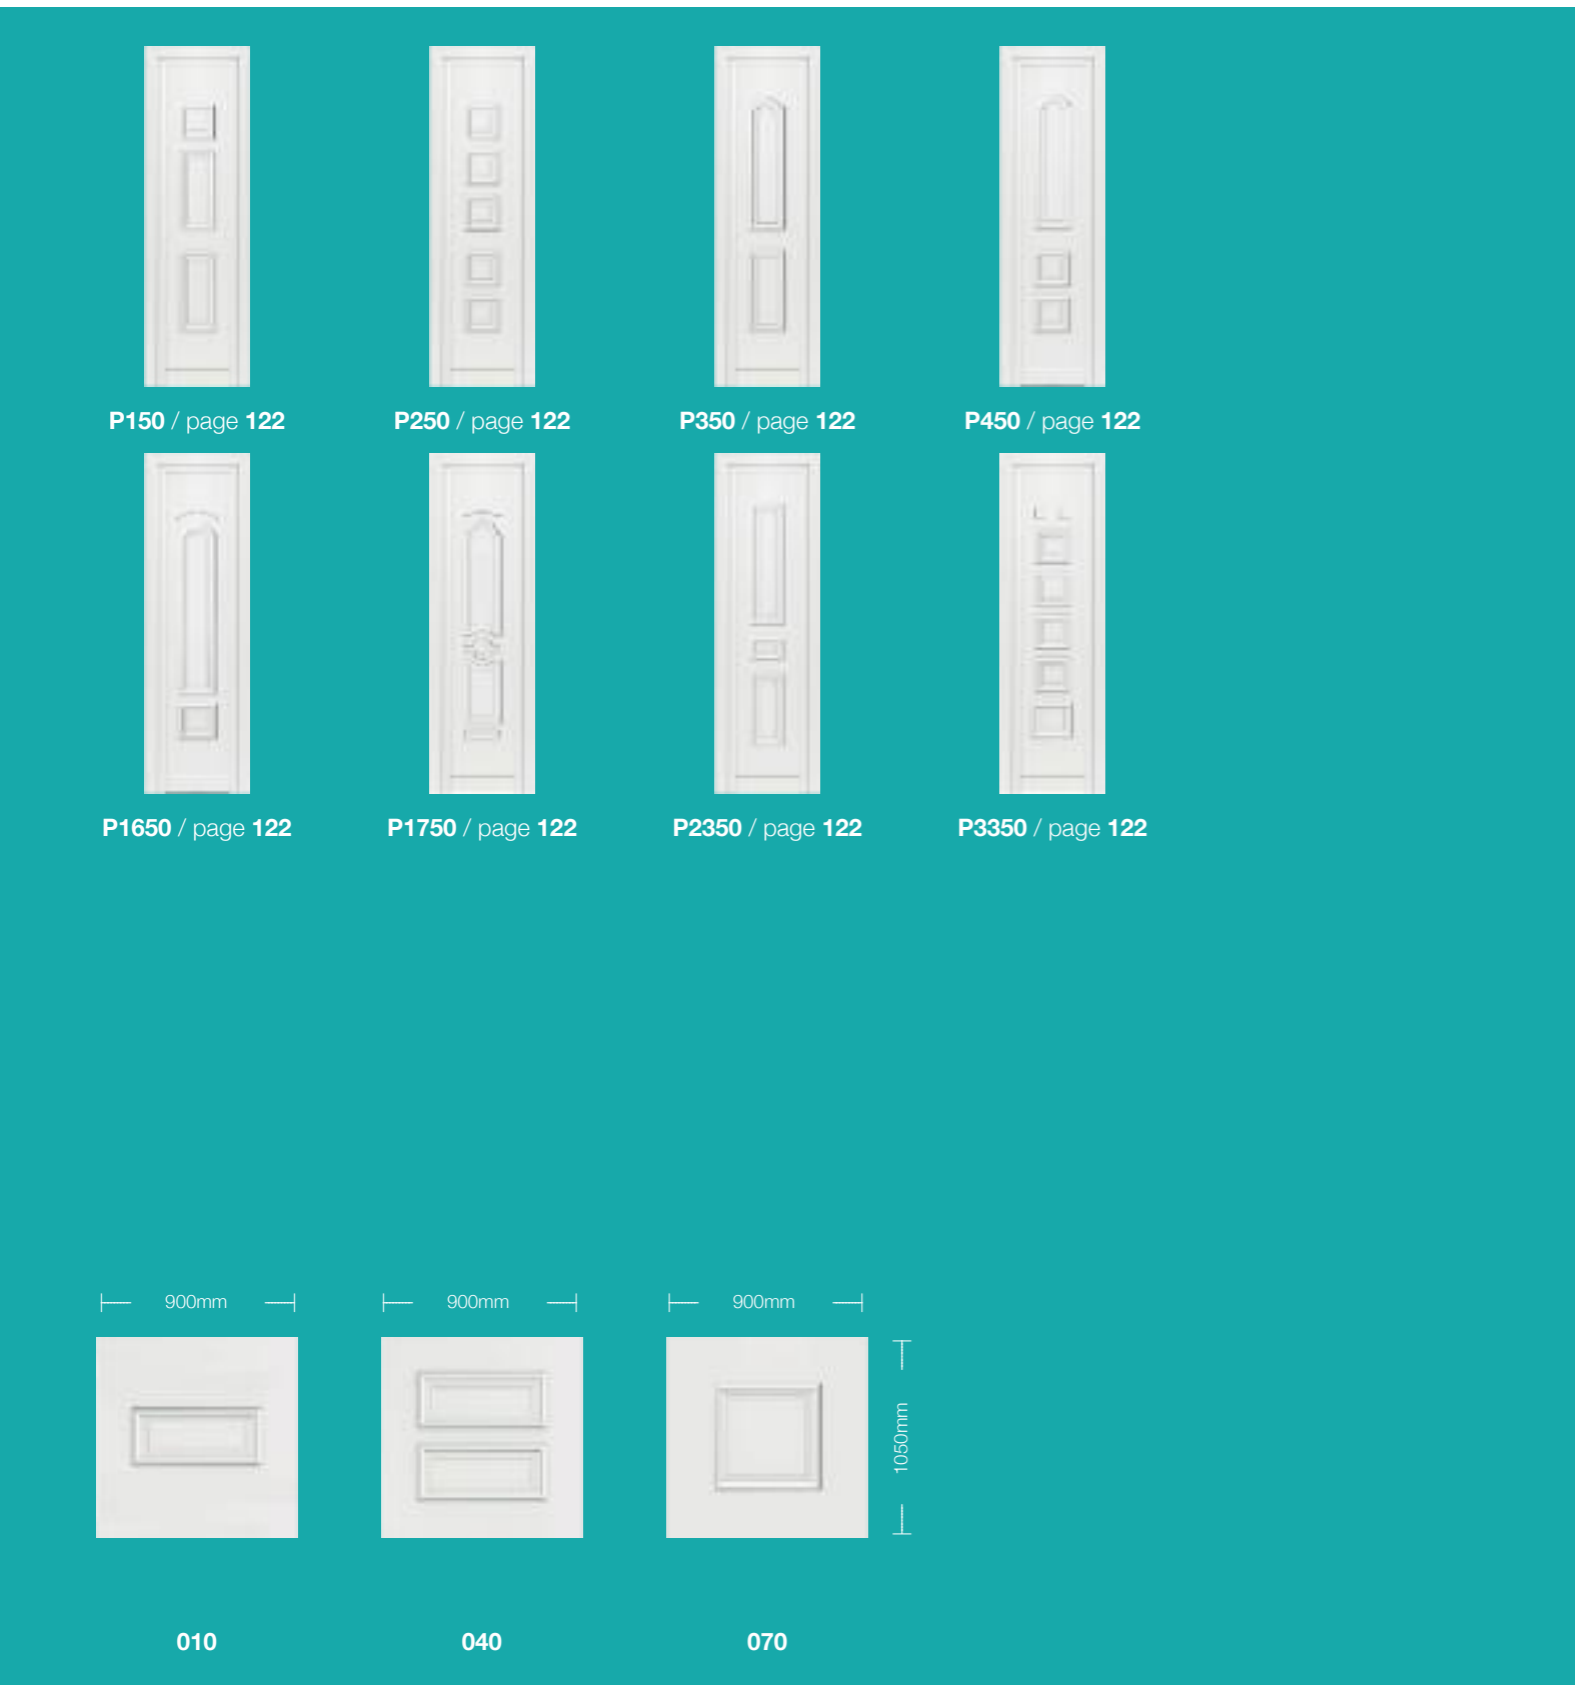 P150 / page 122
P250 / page 122
P350 / page 122
P450 / page 122
P1650 / page 122
P1750 / page 122
P2350 / page 122
P3350 / page 122
900mm
900mm
900mm
1050mm
010
040
070